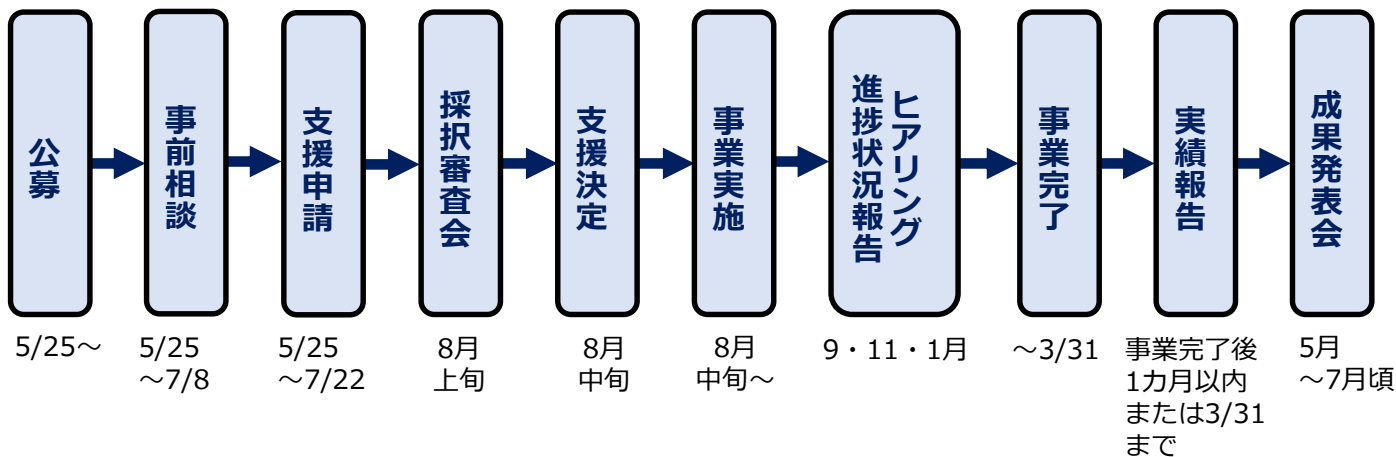 公募
事前相談
支援申請
採択審査会
支援決定
事業実施
ヒアリング
進捗状況報告
事業完了
実績報告
成果発表会
5/25～
5/25
～7/8
5/25
～7/22
8月
上旬
8月
中旬
8月
中旬～
9・11・1月
～3/31
事業完了後
1カ月以内
または3/31
まで
5月
～7月頃